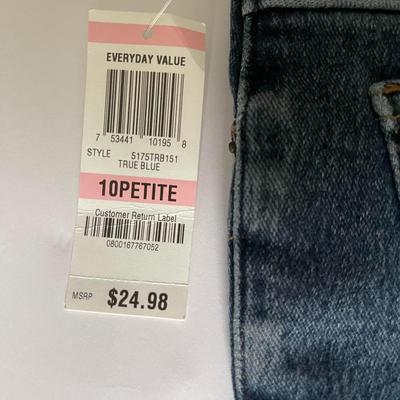 EVERYDAY VALUE
7 53441 10195 8
STYLE 5175TRB151
TRUE BLUE
10PETITE
Customer Return Label
0800167767052
MSRP $24.98